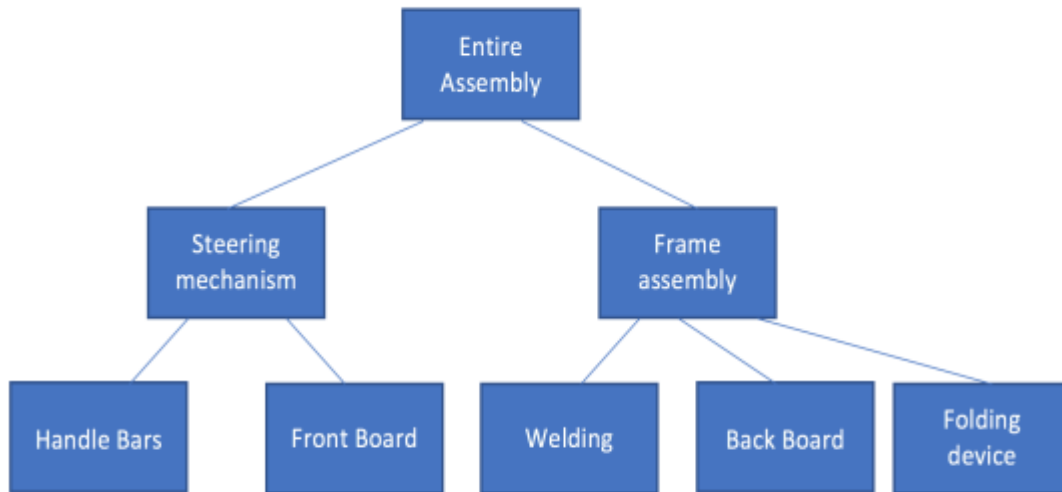 Entire
Assembly
Steering
mechanism
Frame
assembly
Handle Bars
Front Board
Welding
Back Board
Folding
device